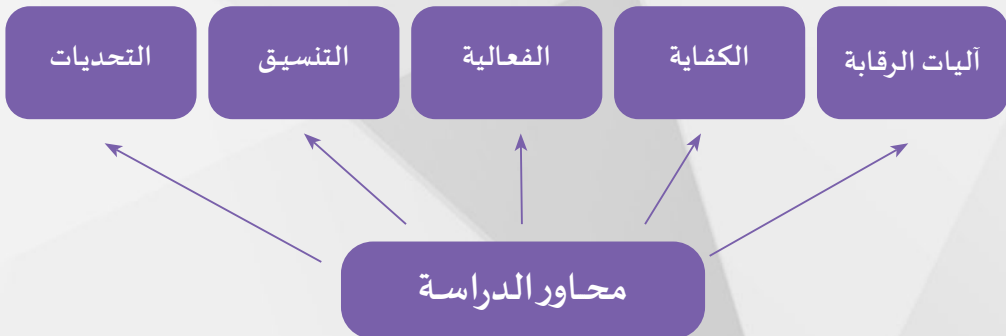 آليات الرقابة
الكفاية
الفعالية
التنسيق
التحديات
محاور الدراسة